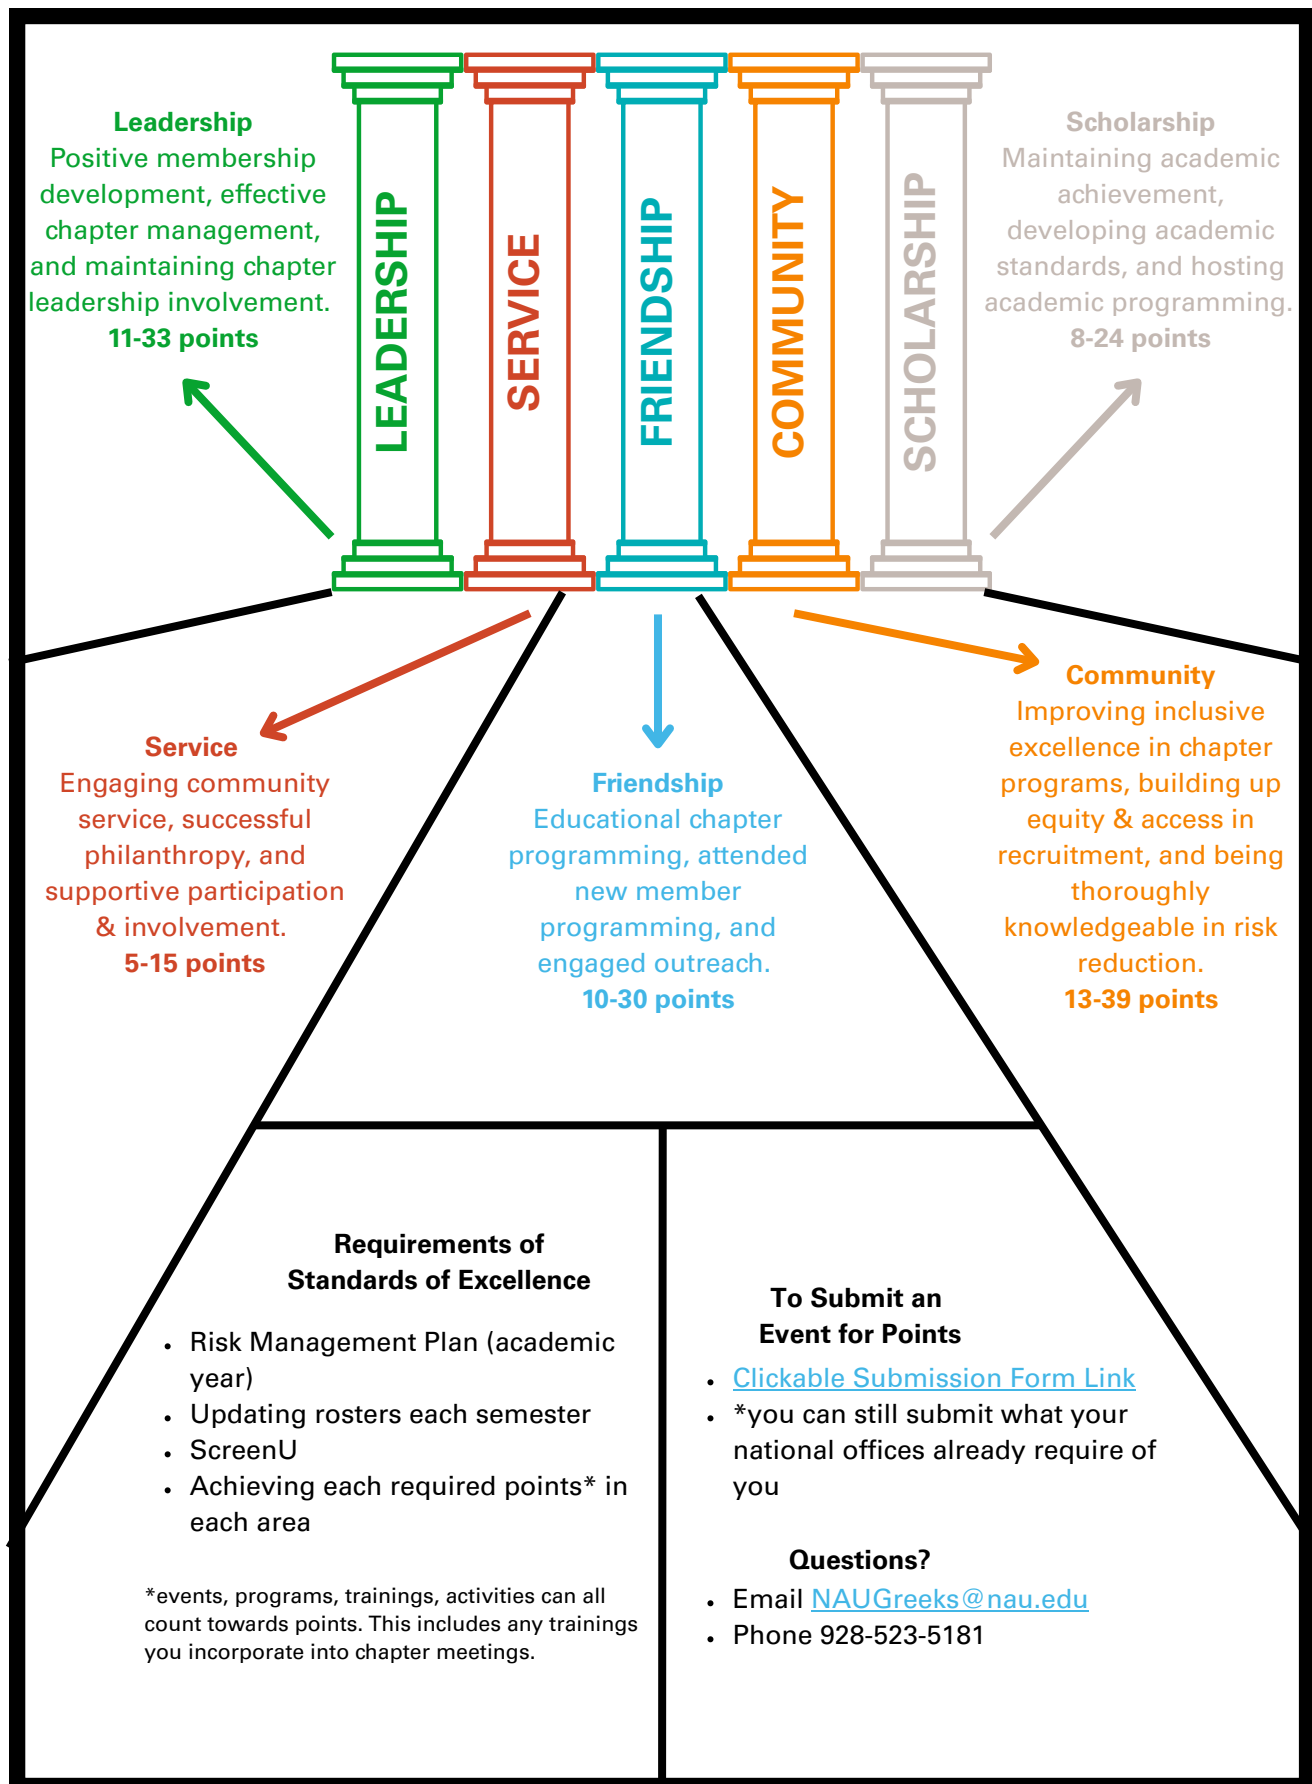 Leadership
Positive membership
development, effective
chapter management,
and maintaining chapter
leadership involvement.
11-33 points
LEADERSHIP
SERVICE
FRIENDSHIP
COMMUNITY
SCHOLARSHIP
Scholarship
Maintaining academic
achievement,
developing academic
standards, and hosting
academic programming.
8-24 points
Service
Engaging community
service, successful
philanthropy, and
supportive participation
& involvement.
5-15 points
Friendship
Educational chapter
programming, attended
new member
programming, and
engaged outreach.
10-30 points
Community
Improving inclusive
excellence in chapter
programs, building up
equity & access in
recruitment, and being
thoroughly
knowledgeable in risk
reduction.
13-39 points
Requirements of
Standards of Excellence
• Risk Management Plan (academic
year)
• Updating rosters each semester
• ScreenU
• Achieving each required points* in
each area
*events, programs, trainings, activities can all
count towards points. This includes any trainings
you incorporate into chapter meetings.
To Submit an
Event for Points
• Clickable Submission Form Link
• *you can still submit what your
national offices already require of
you
Questions?
• Email NAUGreeks@nau.edu
• Phone 928-523-5181